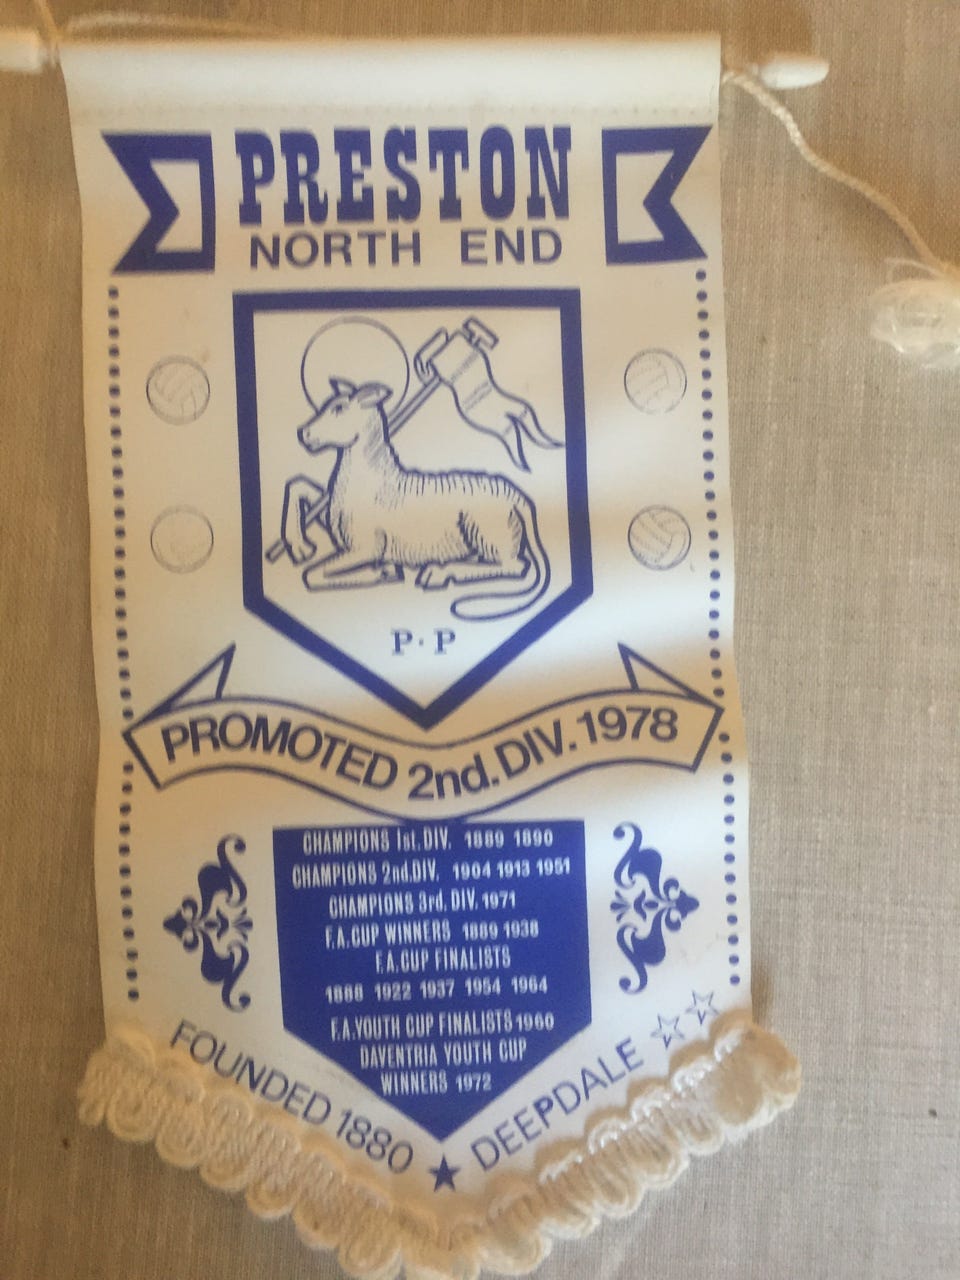 PRESTON
NORTH END
P·P
PROMOTED 2nd. DIV. 1978
CHAMPIONS 1st. DIV. 1889 1890
CHAMPIONS 2nd.DIV. 1904 1913 1951
CHAMPIONS 3rd. DIV. 1971
F.A.CUP WINNERS 1889 1938
F.A.CUP FINALISTS
1888 1922 1937 1954 1964
F.A.YOUTH CUP FINALISTS 1960
DAVENTRIA YOUTH CUP
WINNERS 1972
FOUNDED 1880 ★ DEEPDALE ☆☆